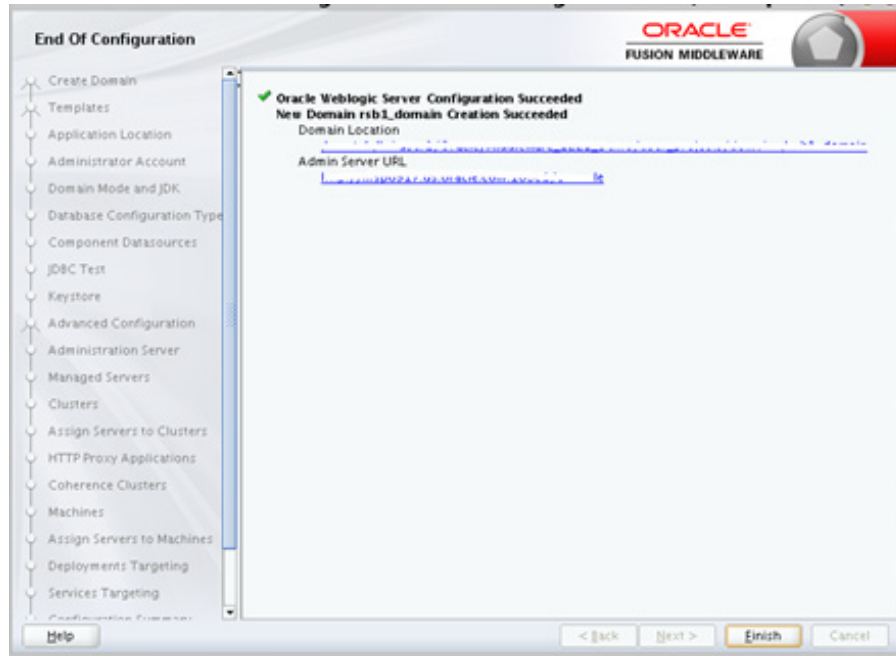 End Of Configuration
ORACLE
FUSION MIDDLEWARE
Create Domain
Templates
Application Location
Administrator Account
Domain Mode and JDK
Database Configuration Type
Component Datasources
JDBC Test
Keystore
Advanced Configuration
Administration Server
Managed Servers
Clusters
Assign Servers to Clusters
HTTP Proxy Applications
Coherence Clusters
Machines
Assign Servers to Machines
Deployments Targeting
Services Targeting
Configuration Summary
Oracle Weblogic Server Configuration Succeeded
New Domain rsb1_domain Creation Succeeded
Domain Location
Admin Server URL
Help
< Back
Next >
Finish
Cancel